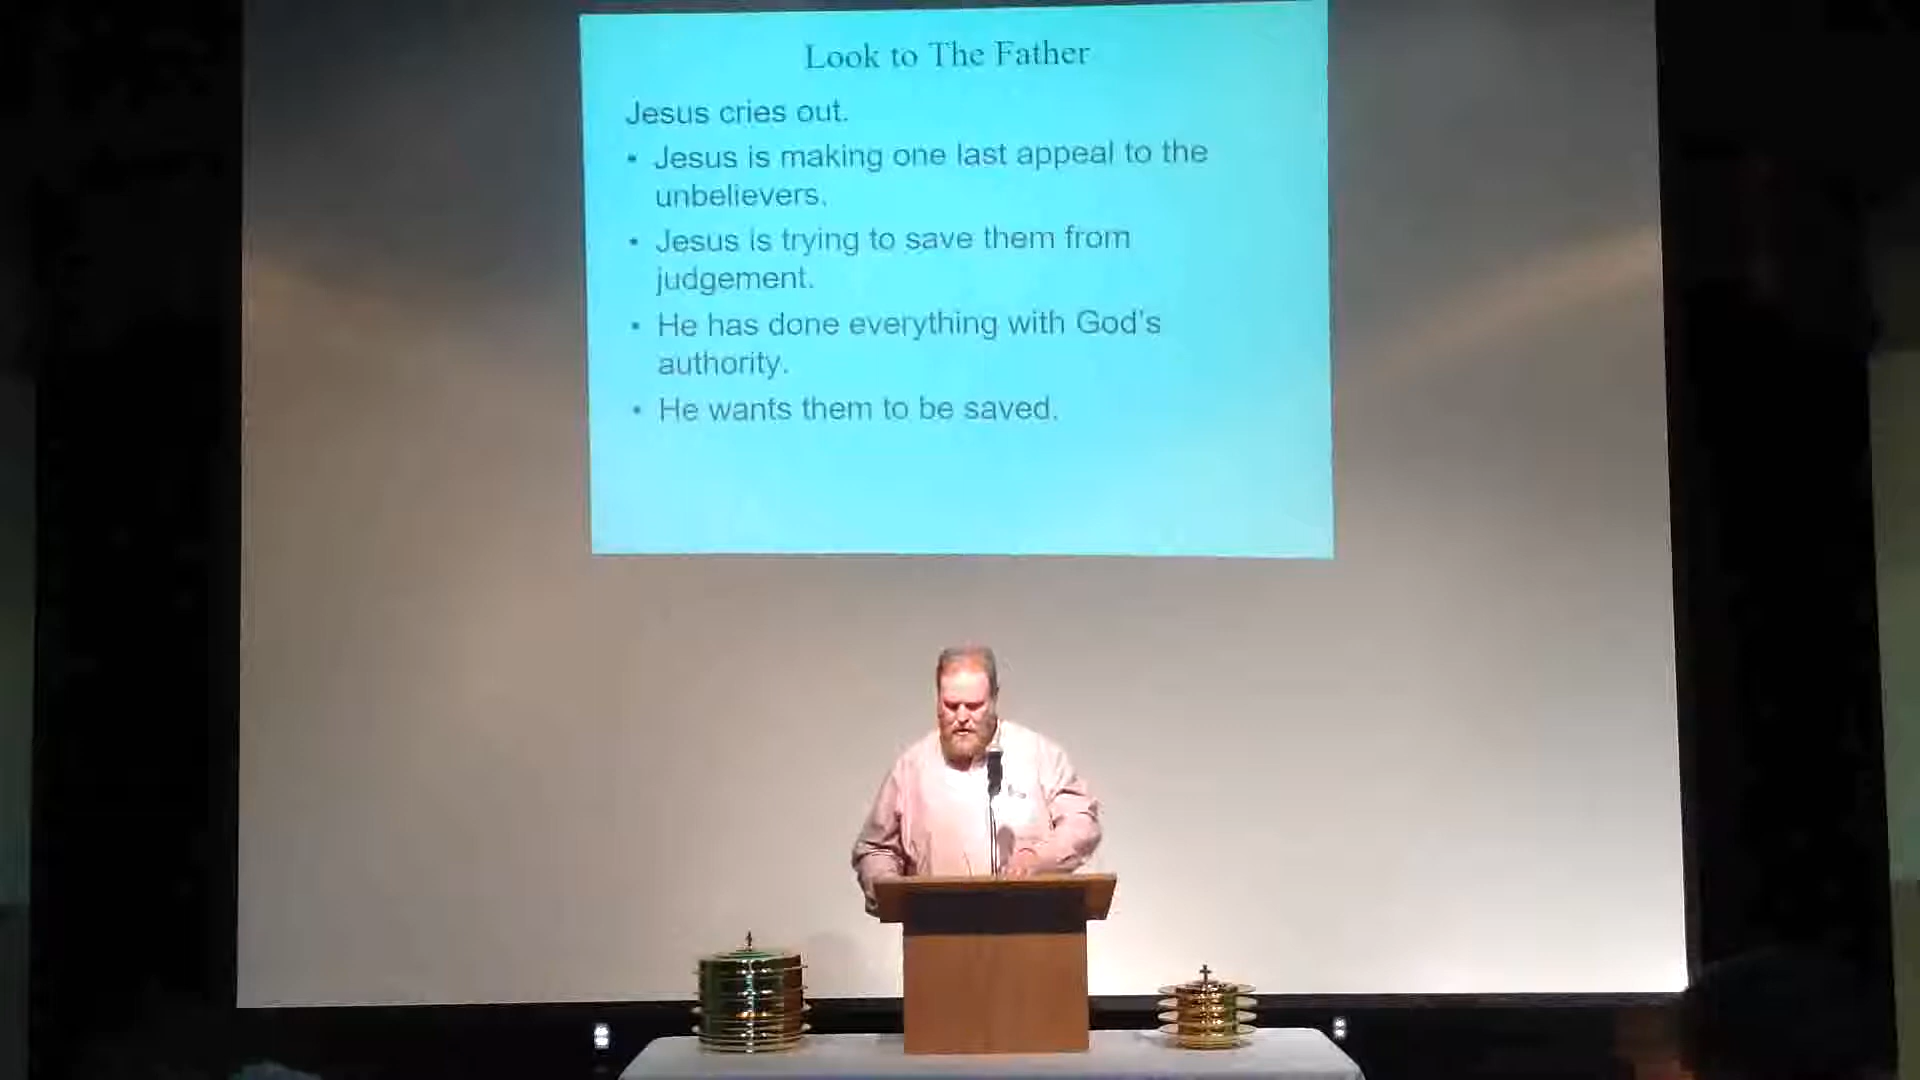 Look to The Father
Jesus cries out.
• Jesus is making one last appeal to the
unbelievers.
• Jesus is trying to save them from
judgement.
• He has done everything with God's
authority.
• He wants them to be saved.